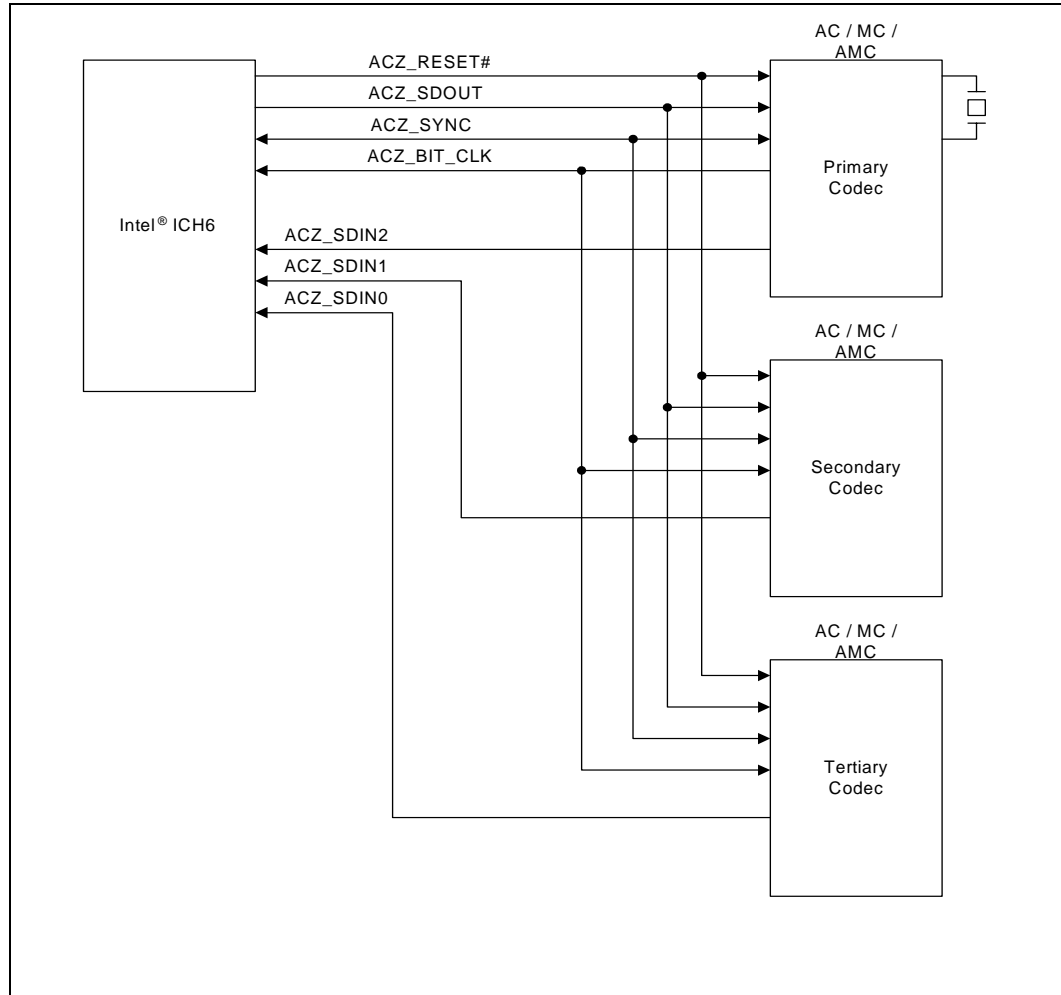 AC / MC /
AMC
ACZ_RESET#
ACZ_SDOUT
ACZ_SYNC
ACZ_BIT_CLK
Primary
Codec
Intel® ICH6
ACZ_SDIN2
ACZ_SDIN1
ACZ_SDIN0
AC / MC /
AMC
Secondary
Codec
AC / MC /
AMC
Tertiary
Codec